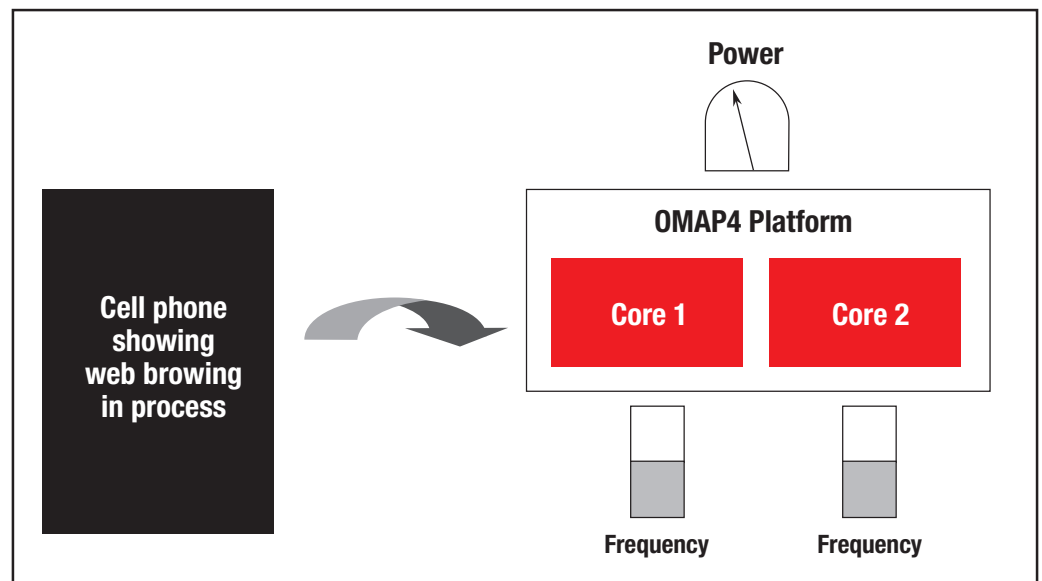 Power
OMAP4 Platform
Core 1
Core 2
Cell phone
showing
web browing
in process
Frequency
Frequency